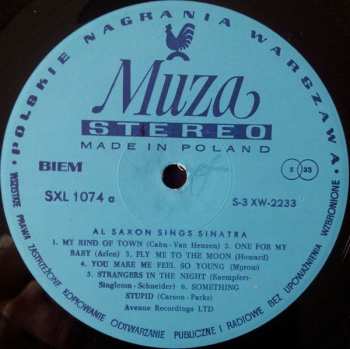 • POLSKIE NAGRANIA WARSZAWA •
Muza
STEREO
MADE IN POLAND
BIEM
SXL 1074 a
S-3 XW-2233
33
AL SAXON SINGS SINATRA
1. MY KIND OF TOWN (Cahn-Van Heusen) 2. ONE FOR MY
BABY (Arlen) 3. FLY ME TO THE MOON (Howard)
4. YOU MAKE ME FEEL SO YOUNG (Myrow)
5. STRANGERS IN THE NIGHT (Kaempfert-
Singleton-Schneider) 6. SOMETHING
STUPID (Carson-Parks)
Avenue Recordings LTD
WSZELKIE PRAWA ZASTRZEŻONE KOPIOWANIE ODTWARZANIE PUBLICZNE I RADIOWE BEZ UPOWAŻNIENIA WZBRONIONE